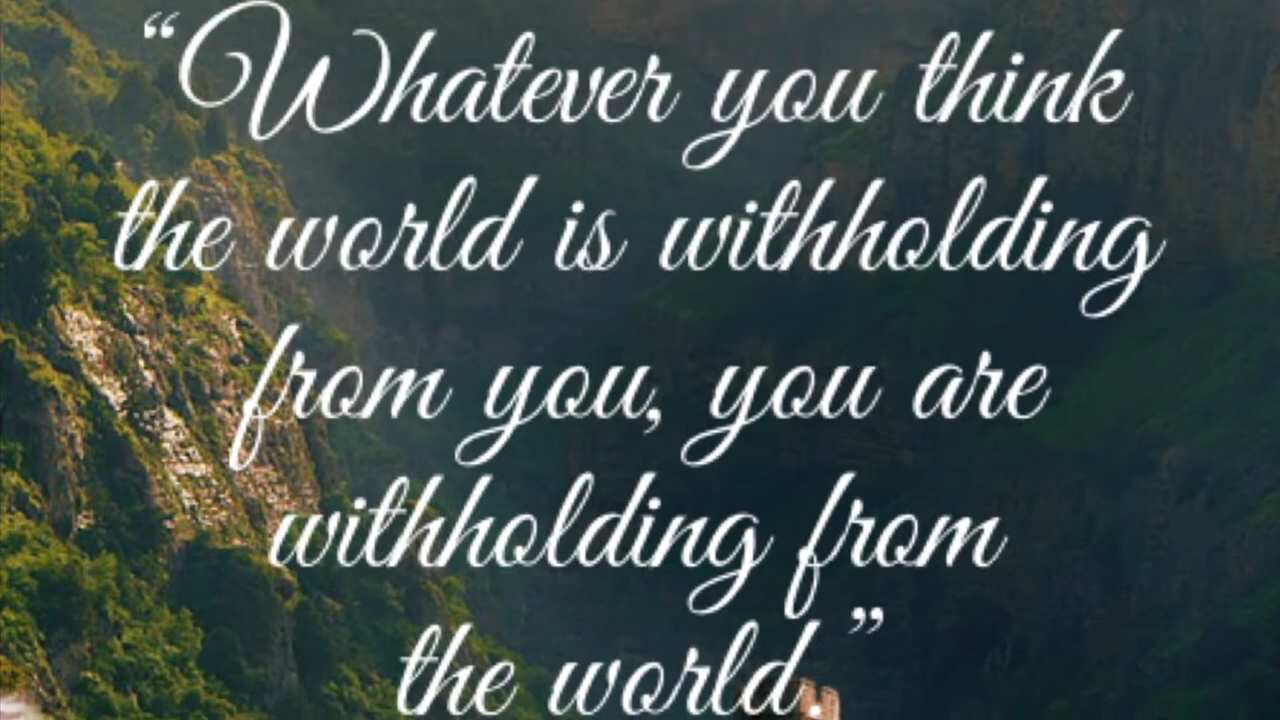 “Whatever you think
the world is withholding
from you, you are
withholding from
the world.”